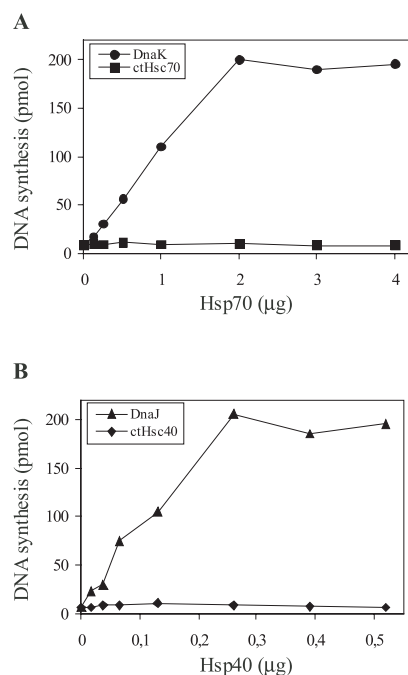 A
DnaK
ctHsc70
DNA synthesis (pmol)
200
150
100
50
0
0 1 2 3 4
Hsp70 (μg)
B
DnaJ
ctHsc40
DNA synthesis (pmol)
200
150
100
50
0
0 0,1 0,2 0,3 0,4 0,5
Hsp40 (μg)